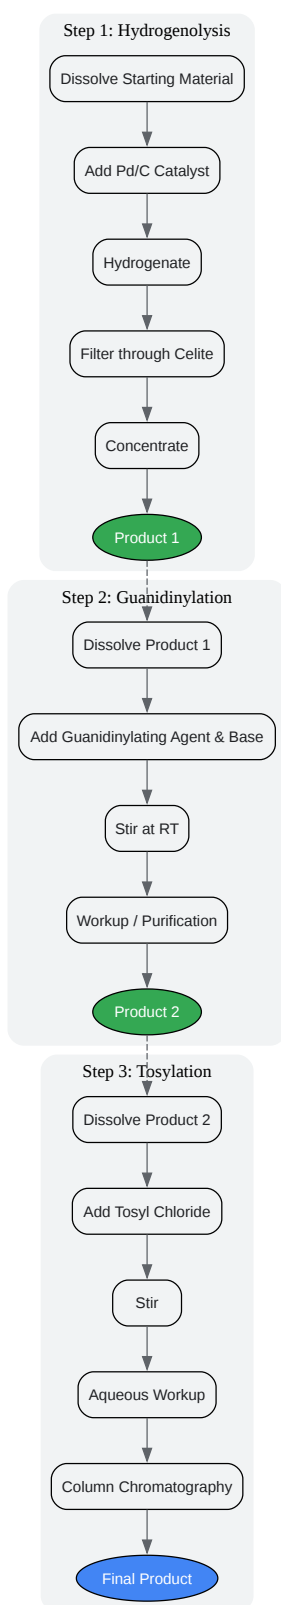 Step 1: Hydrogenolysis
Dissolve Starting Material
Add Pd/C Catalyst
Hydrogenate
Filter through Celite
Concentrate
Product 1
Step 2: Guanidinylation
Dissolve Product 1
Add Guanidinylating Agent & Base
Stir at RT
Workup / Purification
Product 2
Step 3: Tosylation
Dissolve Product 2
Add Tosyl Chloride
Stir
Aqueous Workup
Column Chromatography
Final Product